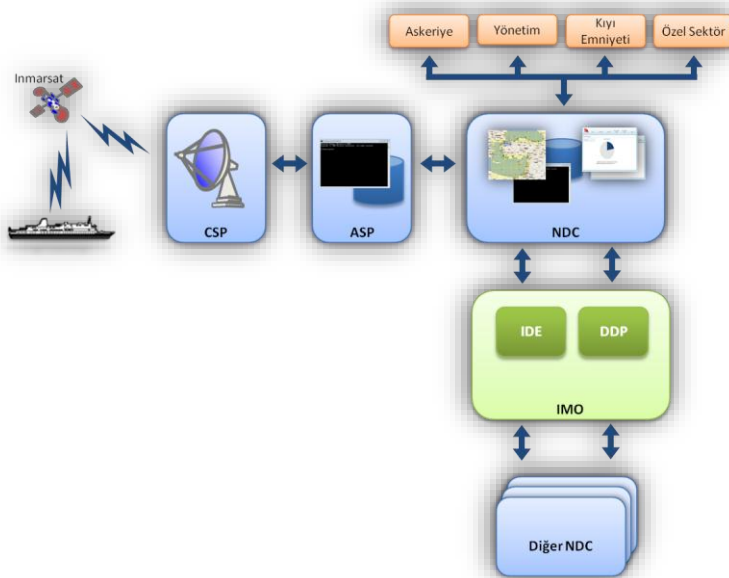 Askeriye
Yönetim
Kıyı
Emniyeti
Özel Sektör
Inmarsat
CSP
ASP
NDC
IDE
DDP
IMO
Diğer NDC